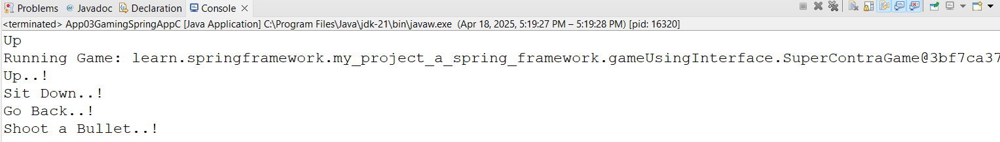 Problems @ Javadoc Declaration Console
<terminated> App03GamingSpringAppC [Java Application] C:\Program Files\Java\jdk-21\bin\javaw.exe (Apr 18, 2025, 5:19:27 PM – 5:19:28 PM) [pid: 16320]
Up
Running Game: learn.springframework.my_project_a_spring_framework.gameUsingInterface.SuperContraGame@3bf7ca37
Up..!
Sit Down..!
Go Back..!
Shoot a Bullet..!